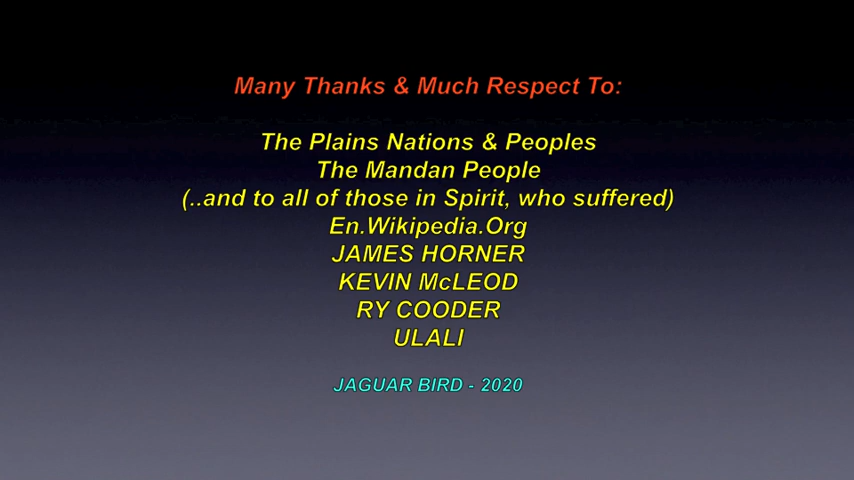 Many Thanks & Much Respect To:
The Plains Nations & Peoples
The Mandan People
(..and to all of those in Spirit, who suffered)
En.Wikipedia.Org
JAMES HORNER
KEVIN McLEOD
RY COODER
ULALI
JAGUAR BIRD - 2020